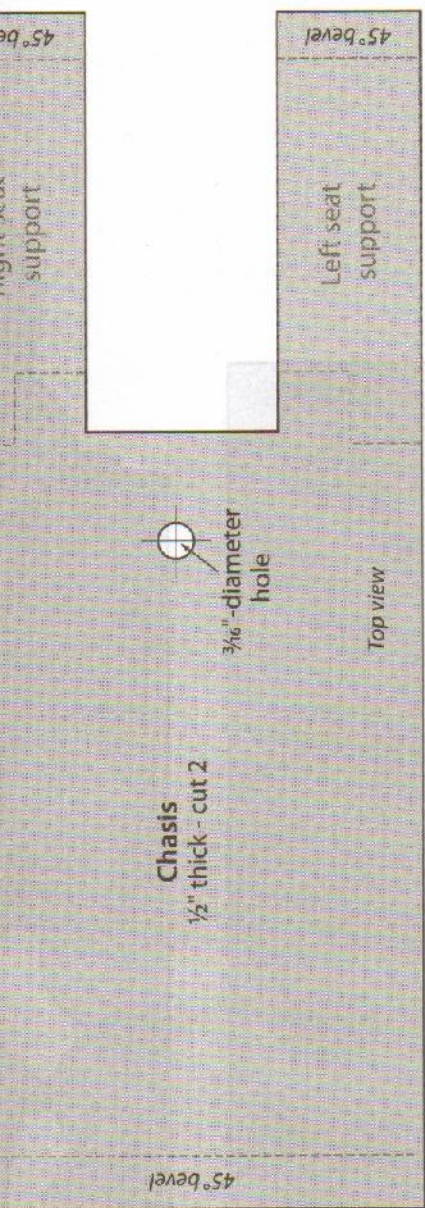 45° bevel
support
45° bevel
Left seat
support
3/16"-diameter
hole
Top view
Chasis
1/2" thick - cut 2
45° bevel